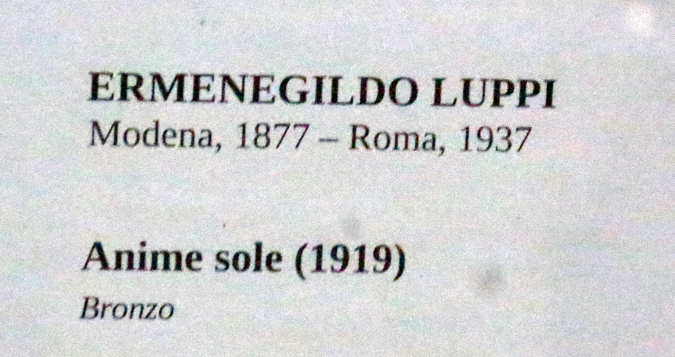 ERMENEGILDO LUPPI
Modena, 1877 – Roma, 1937
Anime sole (1919)
Bronzo